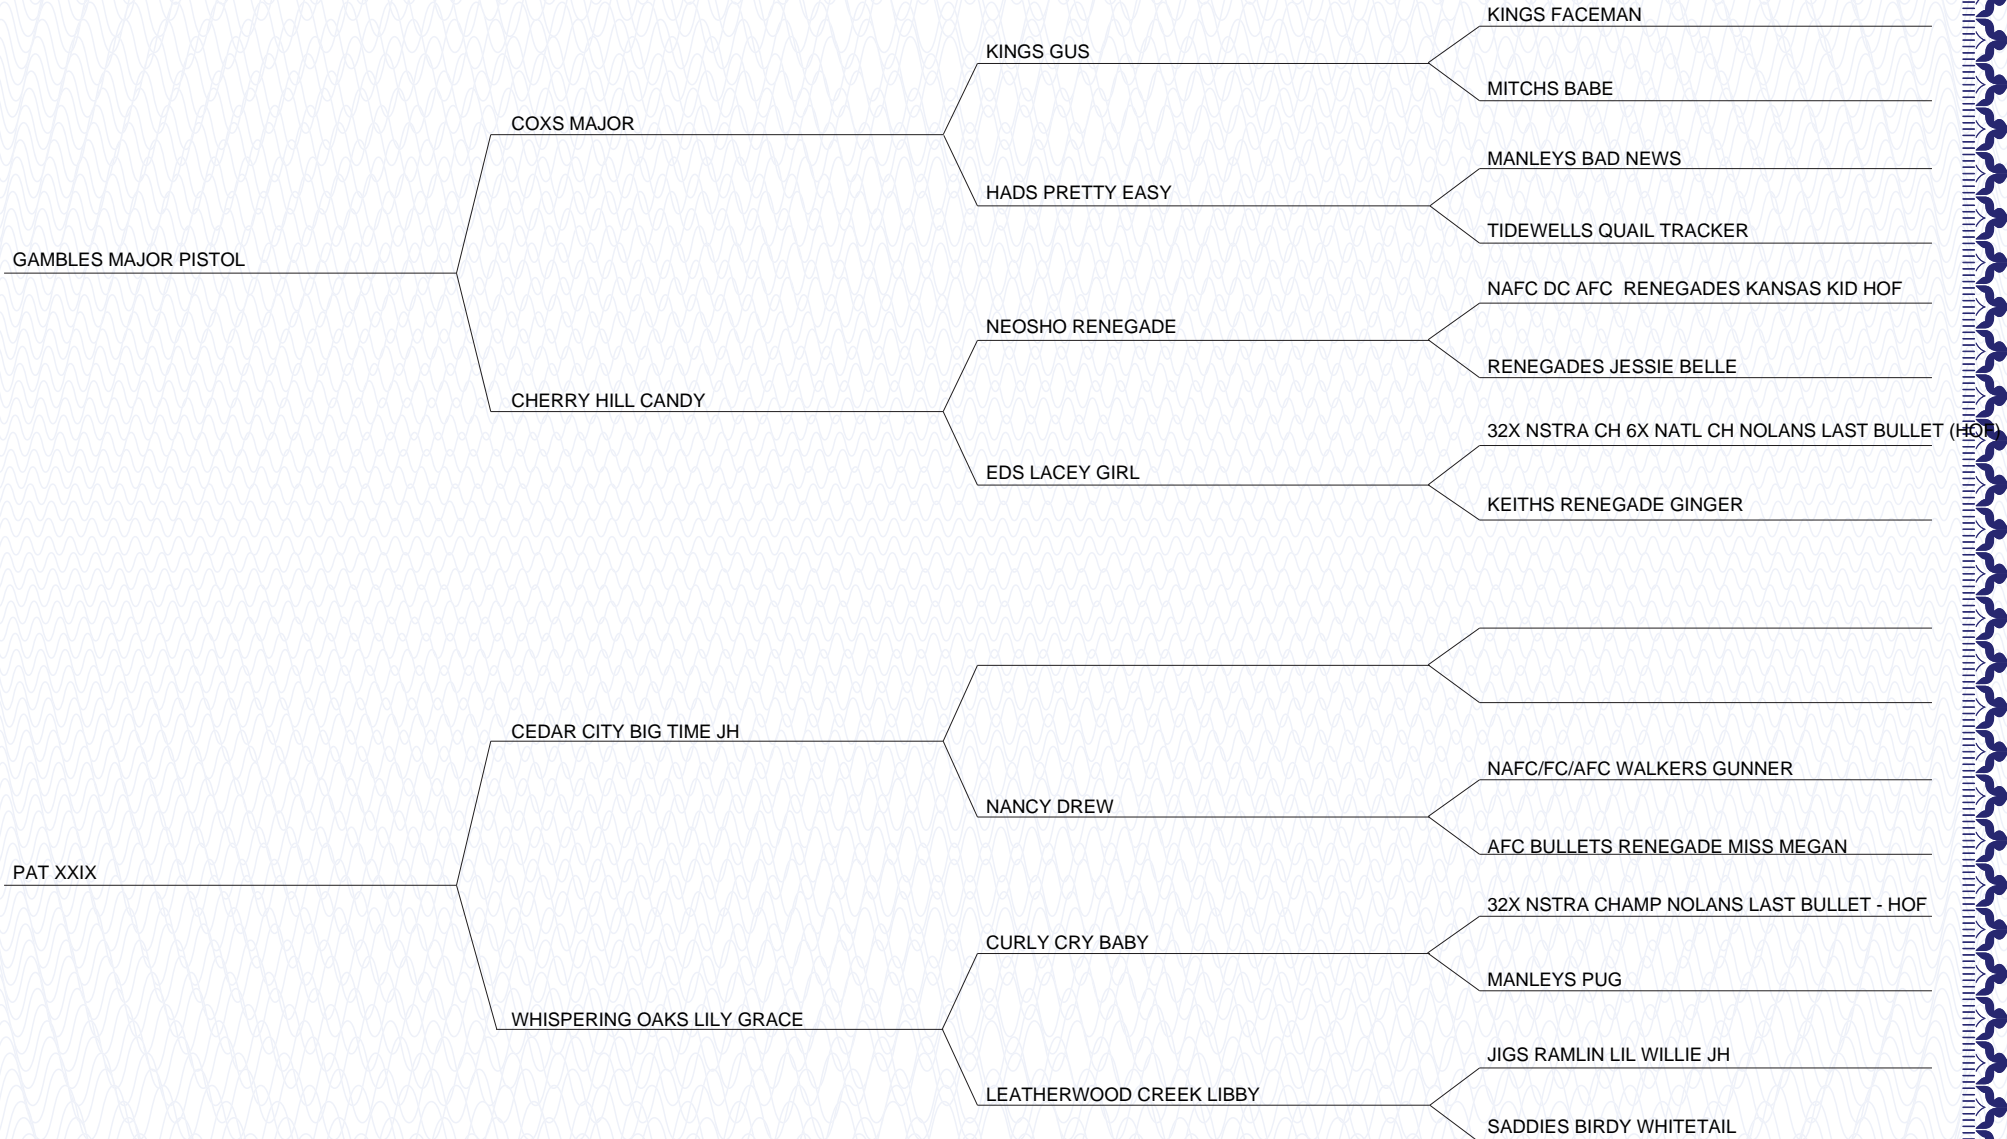 KINGS FACEMAN
KINGS GUS
MITCHS BABE
COXS MAJOR
MANLEYS BAD NEWS
HADS PRETTY EASY
TIDEWELLS QUAIL TRACKER
GAMBLES MAJOR PISTOL
NAFC DC AFC  RENEGADES KANSAS KID HOF
NEOSHO RENEGADE
RENEGADES JESSIE BELLE
CHERRY HILL CANDY
32X NSTRA CH 6X NATL CH NOLANS LAST BULLET (HOF)
EDS LACEY GIRL
KEITHS RENEGADE GINGER
CEDAR CITY BIG TIME JH
NAFC/FC/AFC WALKERS GUNNER
NANCY DREW
AFC BULLETS RENEGADE MISS MEGAN
PAT XXIX
32X NSTRA CHAMP NOLANS LAST BULLET - HOF
CURLY CRY BABY
MANLEYS PUG
WHISPERING OAKS LILY GRACE
JIGS RAMLIN LIL WILLIE JH
LEATHERWOOD CREEK LIBBY
SADDIES BIRDY WHITETAIL